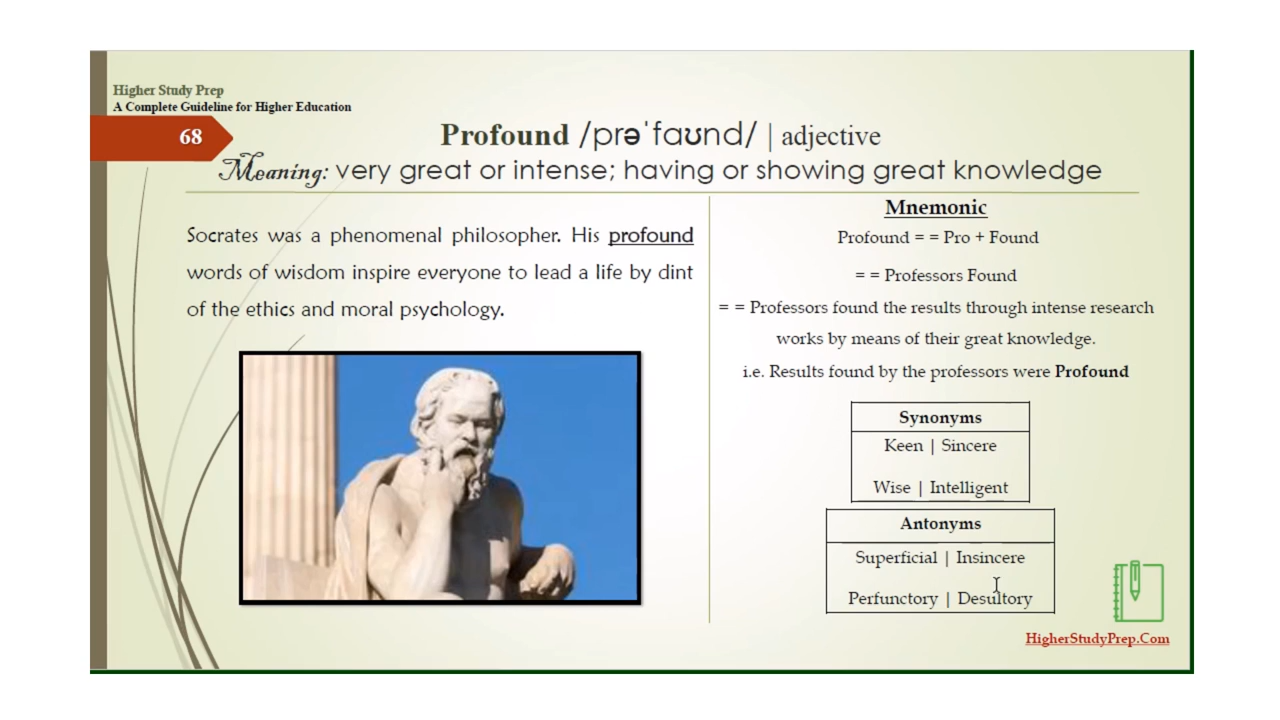 Higher Study Prep
A Complete Guideline for Higher Education
68
Profound /prəˈfaʊnd/ | adjective
Meaning: very great or intense; having or showing great knowledge
Socrates was a phenomenal philosopher. His profound
words of wisdom inspire everyone to lead a life by dint
of the ethics and moral psychology.
Mnemonic
Profound = = Pro + Found
= = Professors Found
= = Professors found the results through intense research
works by means of their great knowledge.
i.e. Results found by the professors were Profound
Synonyms
Keen | Sincere
Wise | Intelligent
Antonyms
Superficial | Insincere
Perfunctory | Desultory
HigherStudyPrep.Com